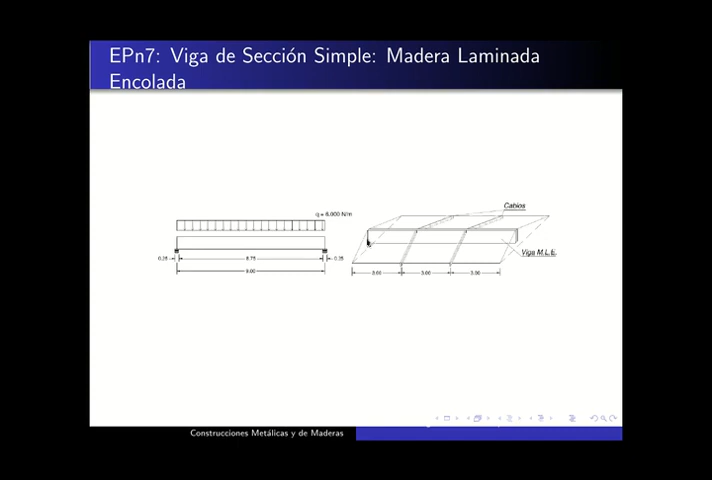 EPn7: Viga de Sección Simple: Madera Laminada
Encolada
q = 6.000 N/m
0.25
8.75
0.25
9.00
Cabios
Viga M.L.E.
3.00
3.00
3.00
Construcciones Metálicas y de Maderas